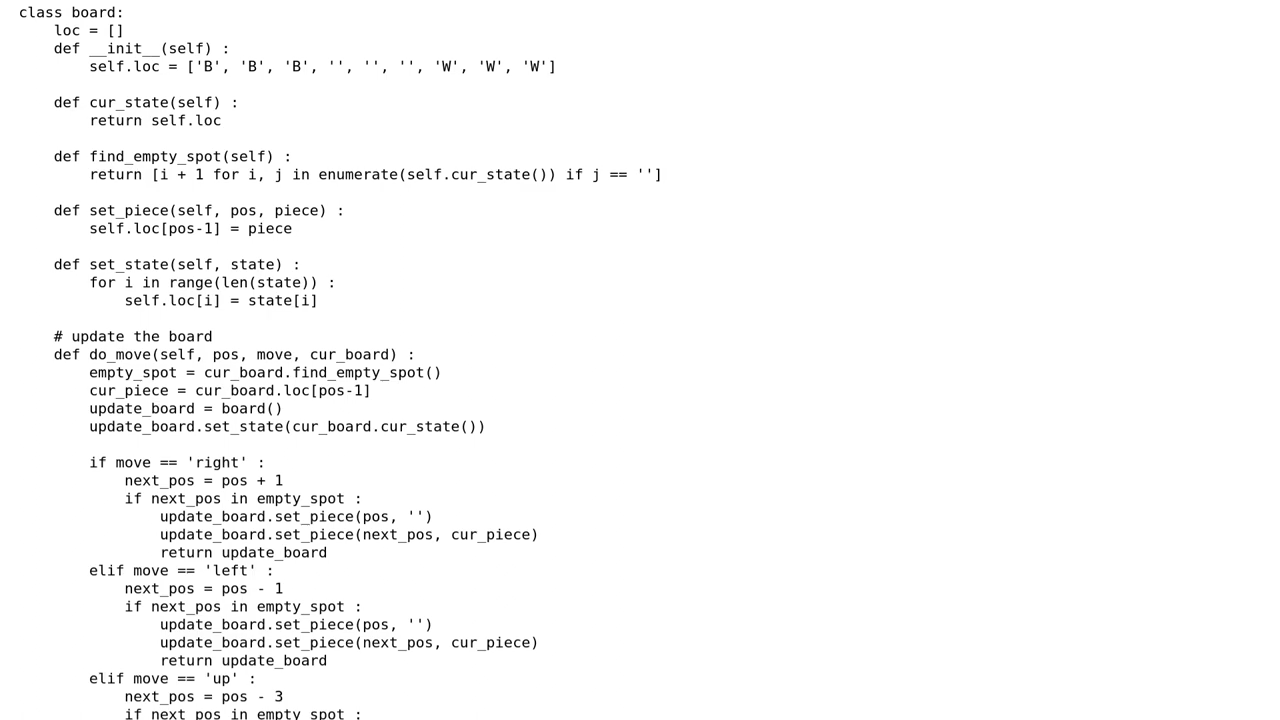 class board:
    loc = []
    def __init__(self) :
        self.loc = ['B', 'B', 'B', '', '', '', 'W', 'W', 'W']

    def cur_state(self) :
        return self.loc

    def find_empty_spot(self) :
        return [i + 1 for i, j in enumerate(self.cur_state()) if j == '']

    def set_piece(self, pos, piece) :
        self.loc[pos-1] = piece

    def set_state(self, state) :
        for i in range(len(state)) :
            self.loc[i] = state[i]

    # update the board
    def do_move(self, pos, move, cur_board) :
        empty_spot = cur_board.find_empty_spot()
        cur_piece = cur_board.loc[pos-1]
        update_board = board()
        update_board.set_state(cur_board.cur_state())

        if move == 'right' :
            next_pos = pos + 1
            if next_pos in empty_spot :
                update_board.set_piece(pos, '')
                update_board.set_piece(next_pos, cur_piece)
                return update_board
        elif move == 'left' :
            next_pos = pos - 1
            if next_pos in empty_spot :
                update_board.set_piece(pos, '')
                update_board.set_piece(next_pos, cur_piece)
                return update_board
        elif move == 'up' :
            next_pos = pos - 3
            if next_pos in empty_spot :